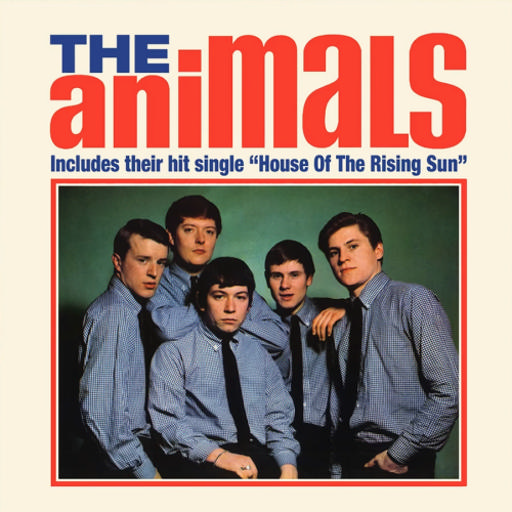 THE
animals
Includes their hit single “House Of The Rising Sun”